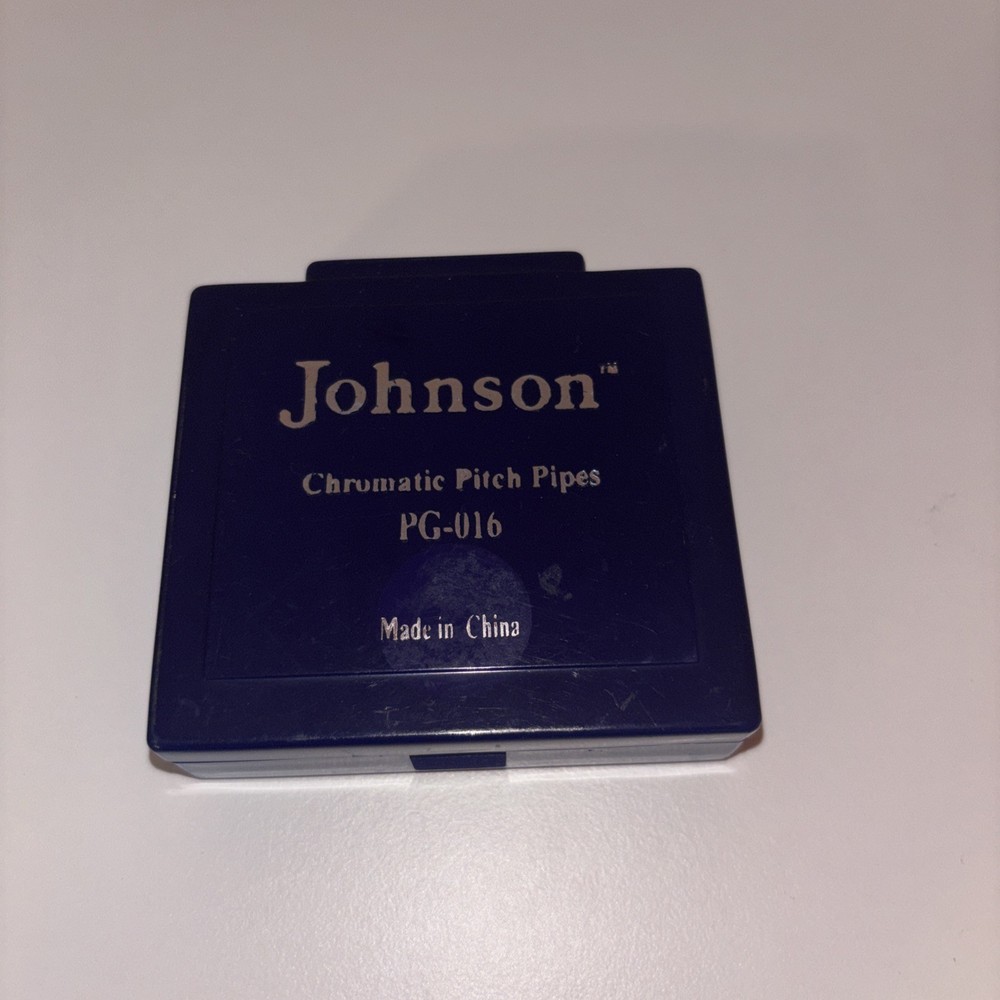 Johnson™
Chromatic Pitch Pipes
PG-016
Made in China